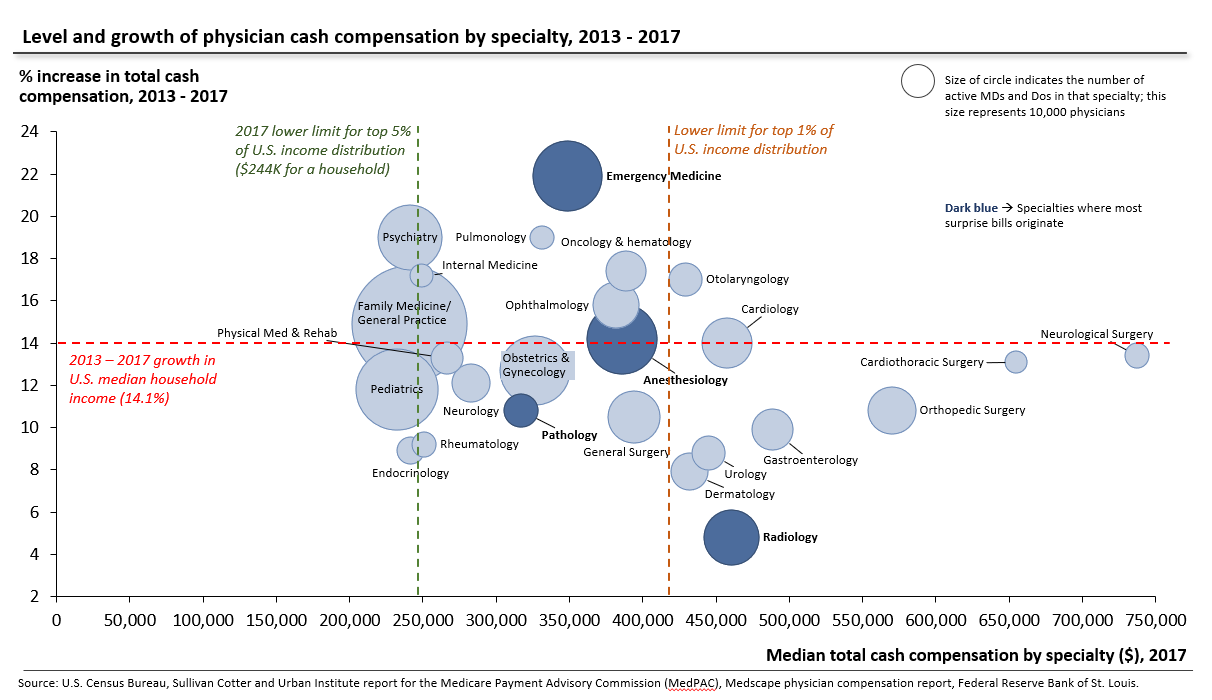 Level and growth of physician cash compensation by specialty, 2013 - 2017
% increase in total cash
compensation, 2013 - 2017
Size of circle indicates the number of
active MDs and Dos in that specialty; this
size represents 10,000 physicians
24
22
20
18
16
14
12
10
8
6
4
2
2017 lower limit for top 5%
of U.S. income distribution
($244K for a household)
Lower limit for top 1% of
U.S. income distribution
Dark blue → Specialties where most
surprise bills originate
Emergency Medicine
Psychiatry
Pulmonology
Oncology & hematology
Internal Medicine
Otolaryngology
Family Medicine/
General Practice
Ophthalmology
Cardiology
Physical Med & Rehab
Neurological Surgery
2013 – 2017 growth in
U.S. median household
income (14.1%)
Obstetrics &
Gynecology
Cardiothoracic Surgery
Anesthesiology
Pediatrics
Neurology
Orthopedic Surgery
Pathology
Rheumatology
General Surgery
Gastroenterology
Endocrinology
Urology
Dermatology
Radiology
0
50,000
100,000
150,000
200,000
250,000
300,000
350,000
400,000
450,000
500,000
550,000
600,000
650,000
700,000
750,000
Median total cash compensation by specialty ($), 2017
Source: U.S. Census Bureau, Sullivan Cotter and Urban Institute report for the Medicare Payment Advisory Commission (MedPAC), Medscape physician compensation report, Federal Reserve Bank of St. Louis.